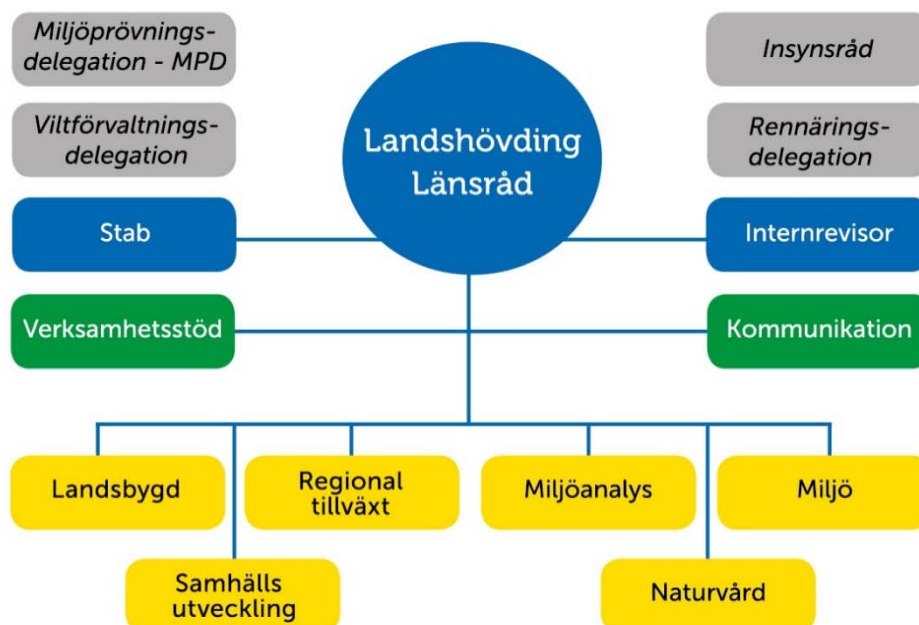 Miljöprövnings-
delegation - MPD
Viltförvaltnings-
delegation
Landshövding
Länsråd
Insynsråd
Rennärings-
delegation
Stab
Internrevisor
Verksamhetsstöd
Kommunikation
Landsbygd
Regional
tillväxt
Miljöanalys
Miljö
Samhälls
utveckling
Naturvård